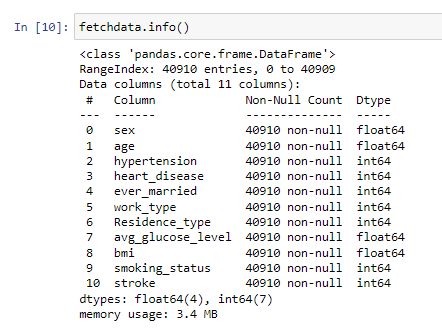 In [10]: fetchdata.info()
<class 'pandas.core.frame.DataFrame'>
RangeIndex: 40910 entries, 0 to 40909
Data columns (total 11 columns):
 #   Column             Non-Null Count  Dtype
---  ------             --------------  -----
 0   sex                40910 non-null  float64
 1   age                40910 non-null  float64
 2   hypertension       40910 non-null  int64
 3   heart_disease      40910 non-null  int64
 4   ever_married       40910 non-null  int64
 5   work_type          40910 non-null  int64
 6   Residence_type     40910 non-null  int64
 7   avg_glucose_level  40910 non-null  float64
 8   bmi                40910 non-null  float64
 9   smoking_status     40910 non-null  int64
 10  stroke             40910 non-null  int64
dtypes: float64(4), int64(7)
memory usage: 3.4 MB